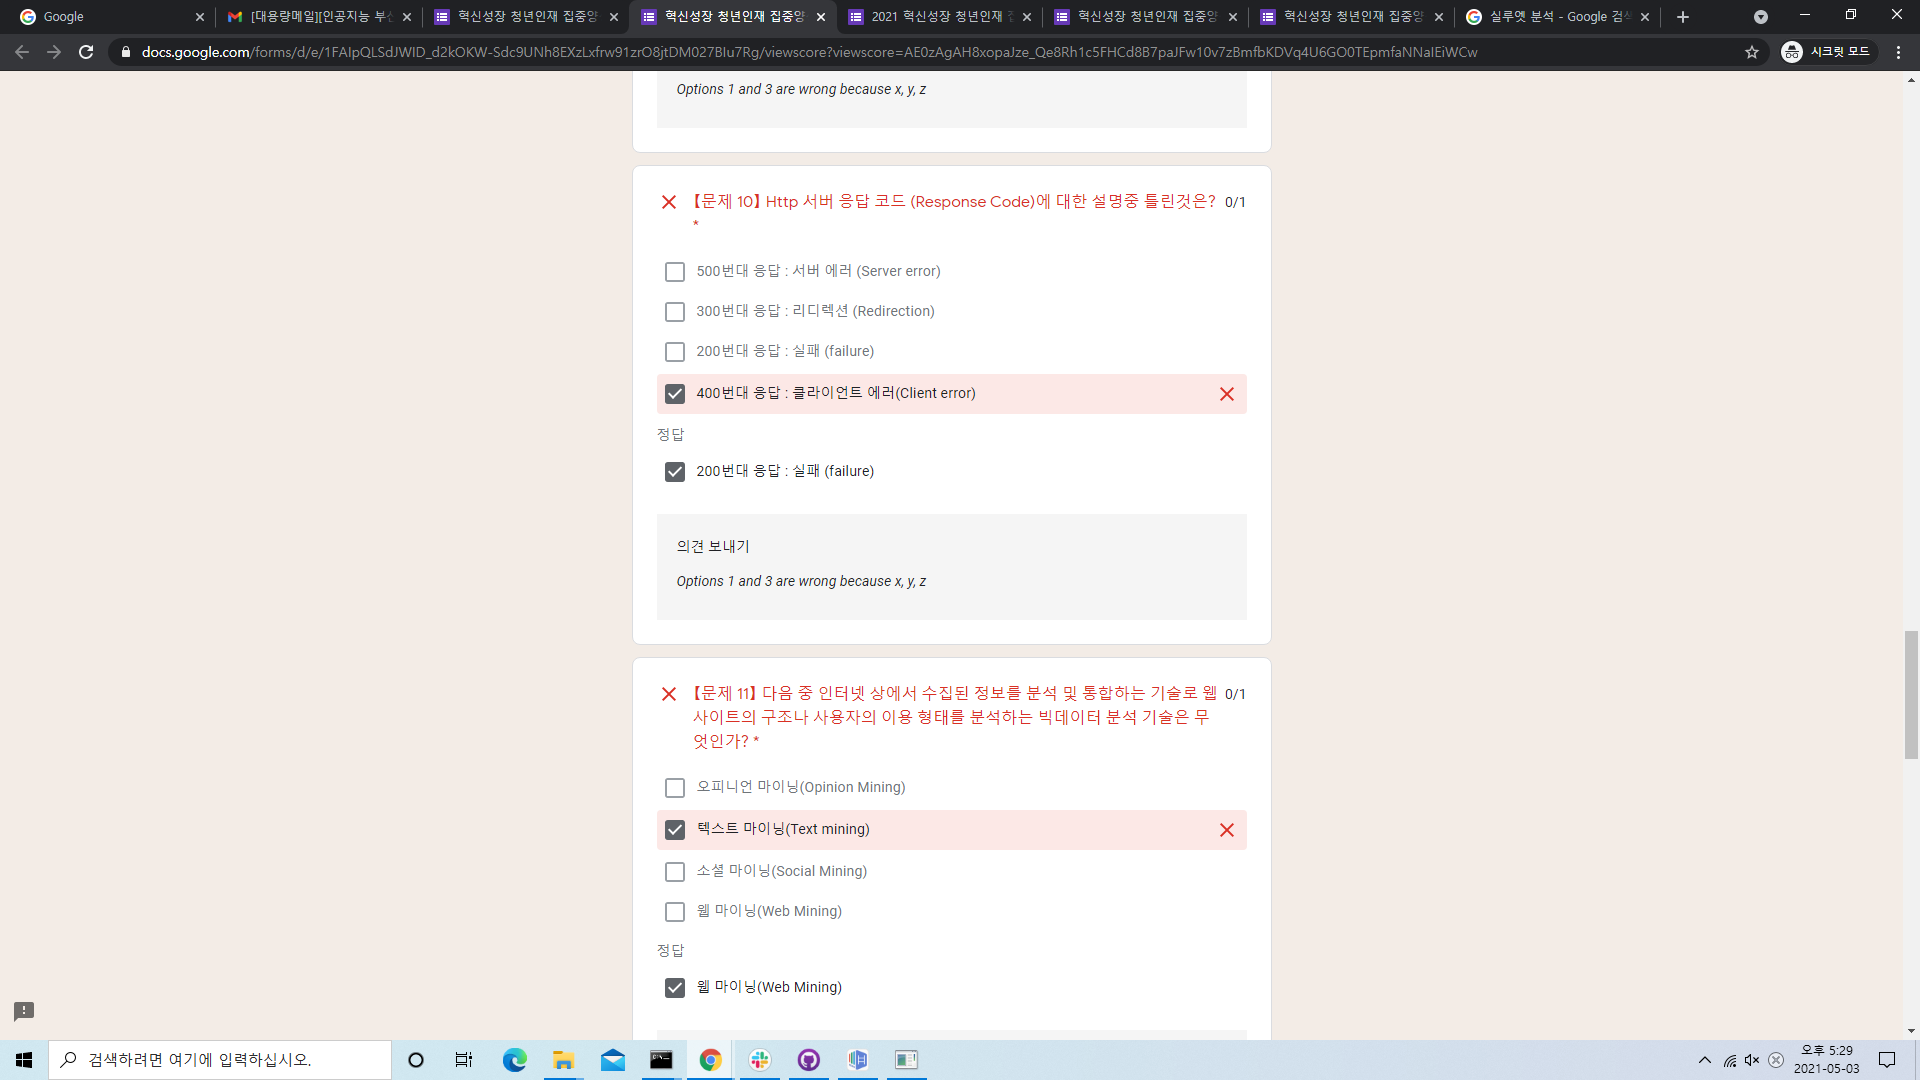 Google
[대용량메일][인공지능 부산
혁신성장 청년인재 집중양
혁신성장 청년인재 집중양
2021 혁신성장 청년인재 집
혁신성장 청년인재 집중양
혁신성장 청년인재 집중양
실루엣 분석 - Google 검색
docs.google.com/forms/d/e/1FAIpQLSdJWID_d2kOKW-Sdc9UNh8EXzLxfrw91zrO8jtDM027BIu7Rg/viewscore?viewscore=AE0zAgAH8xopaJze_Qe8Rh1c5FHCd8B7paJFw10v7zBmfbKDVq4U6GO0TEpmfaNNaIEiWCw
시크릿 모드
Options 1 and 3 are wrong because x, y, z
【문제 10】 Http 서버 응답 코드 (Response Code)에 대한 설명중 틀린것은? 0/1
*
500번대 응답 : 서버 에러 (Server error)
300번대 응답 : 리디렉션 (Redirection)
200번대 응답 : 실패 (failure)
400번대 응답 : 클라이언트 에러(Client error)
정답
200번대 응답 : 실패 (failure)
의견 보내기
Options 1 and 3 are wrong because x, y, z
【문제 11】 다음 중 인터넷 상에서 수집된 정보를 분석 및 통합하는 기술로 웹 0/1
사이트의 구조나 사용자의 이용 형태를 분석하는 빅데이터 분석 기술은 무
엇인가? *
오피니언 마이닝(Opinion Mining)
텍스트 마이닝(Text mining)
소셜 마이닝(Social Mining)
웹 마이닝(Web Mining)
정답
웹 마이닝(Web Mining)
검색하려면 여기에 입력하십시오.
오후 5:29
2021-05-03